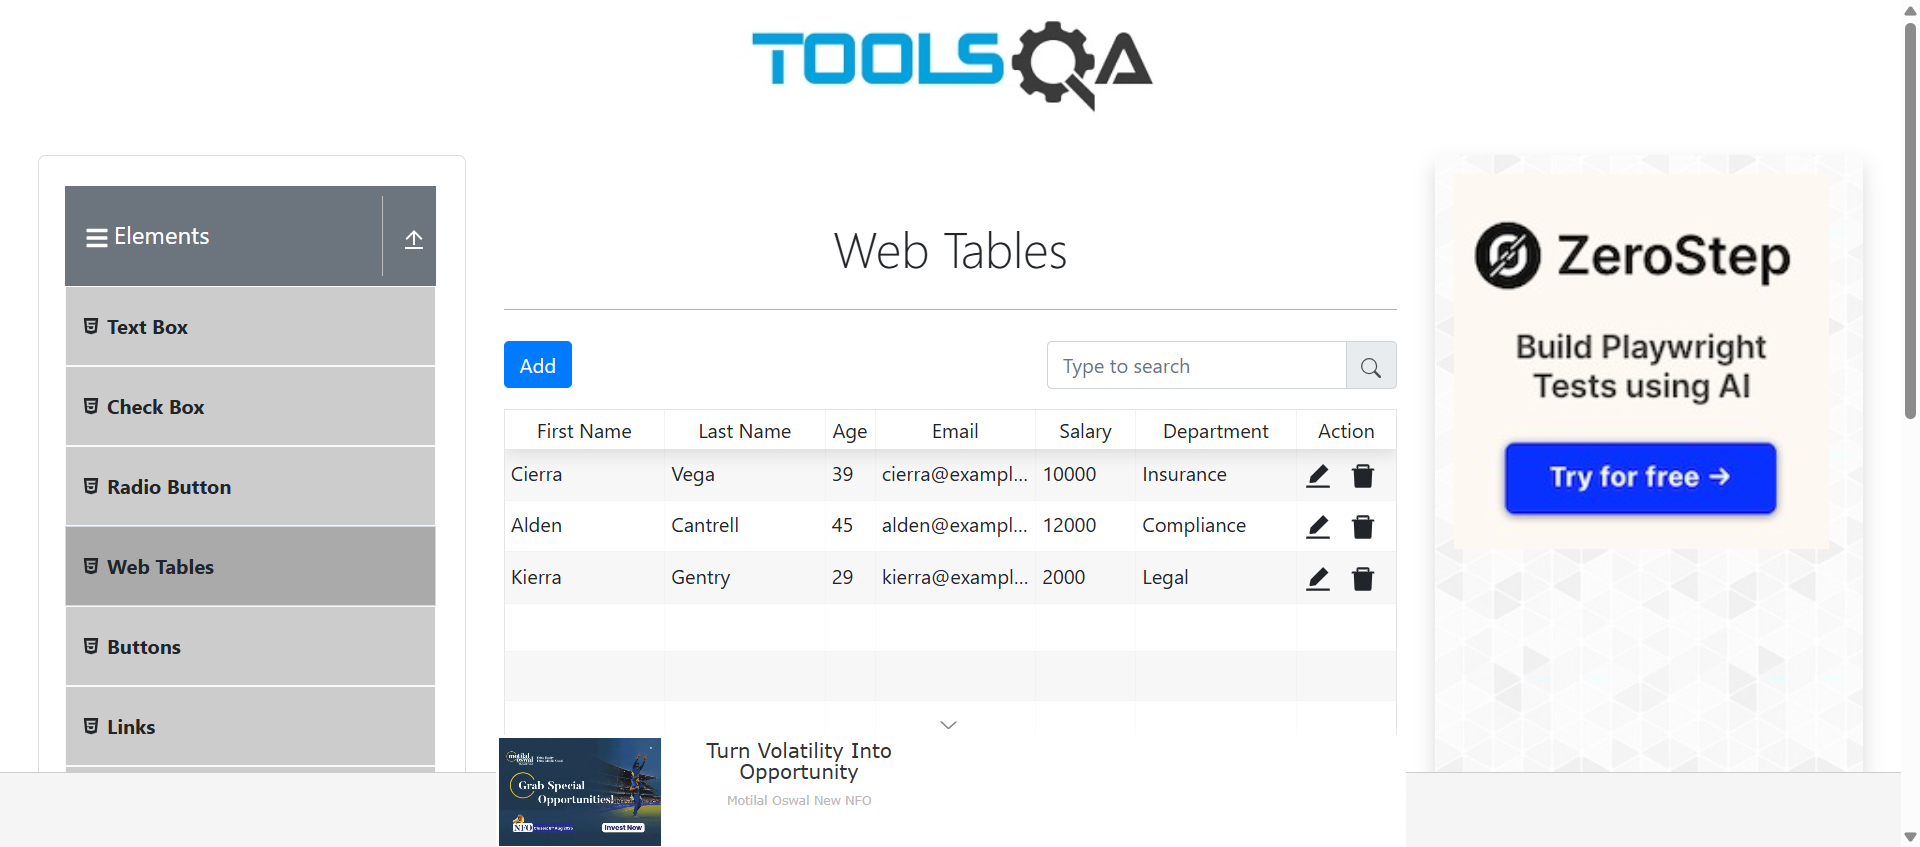 TOOLSQA
Elements
Text Box
Check Box
Radio Button
Web Tables
Buttons
Links
Web Tables
Add
Type to search
First Name Last Name Age Email Salary Department Action
Cierra Vega 39 cierra@exampl... 10000 Insurance
Alden Cantrell 45 alden@exampl... 12000 Compliance
Kierra Gentry 29 kierra@exampl... 2000 Legal
ZeroStep
Build Playwright
Tests using AI
Try for free →
motilal
oswal
Grab Special
Opportunities!
NFO
Invest Now
Turn Volatility Into
Opportunity
Motilal Oswal New NFO